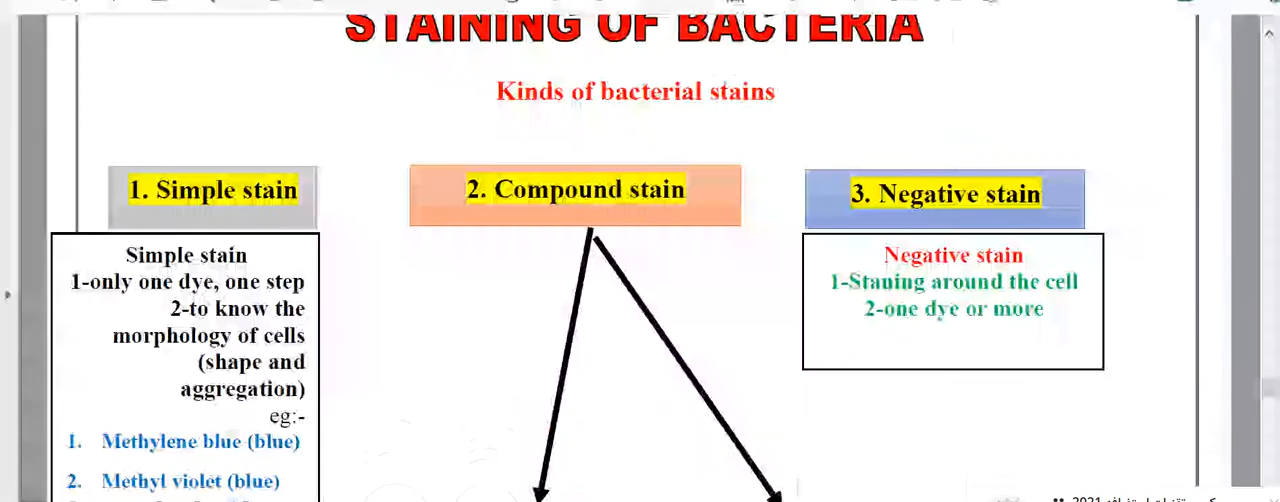 STAINING OF BACTERIA
Kinds of bacterial stains
1. Simple stain
2. Compound stain
3. Negative stain
Simple stain
1-only one dye, one step
2-to know the
morphology of cells
(shape and
aggregation)
eg:-
1. Methylene blue (blue)
2. Methyl violet (blue)
Negative stain
1-Staning around the cell
2-one dye or more
2021